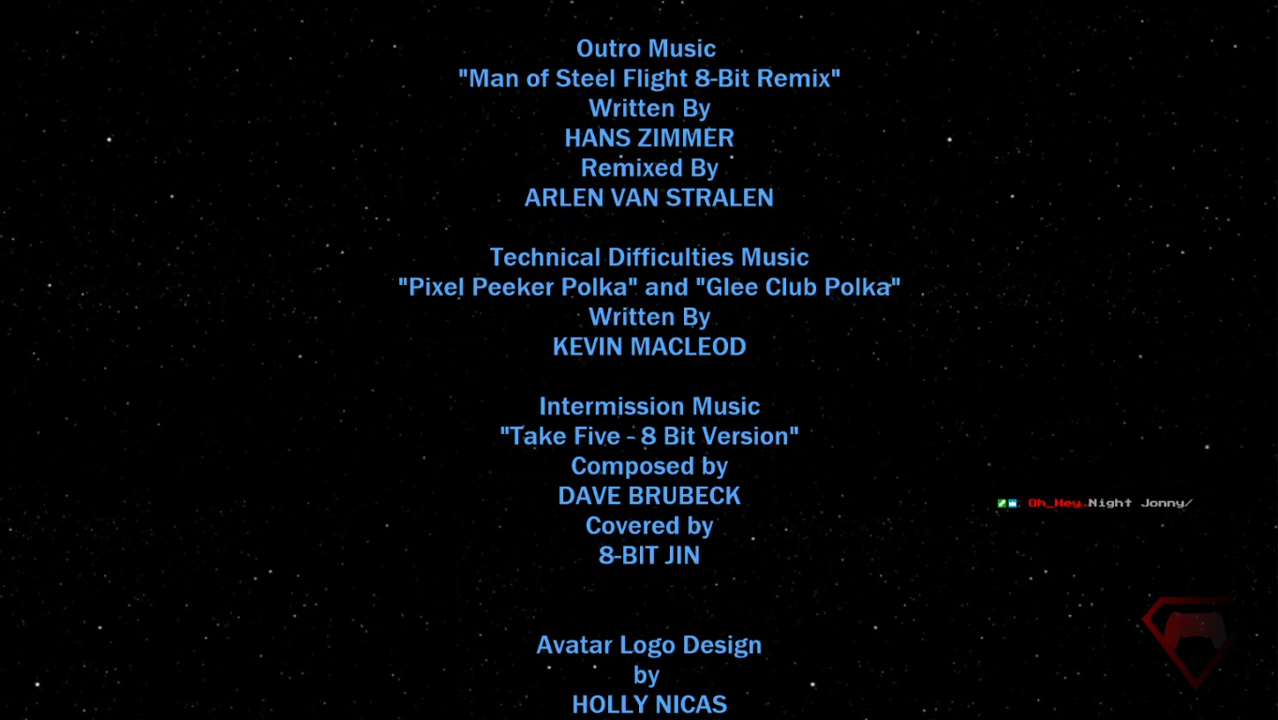 Outro Music
"Man of Steel Flight 8-Bit Remix"
Written By
HANS ZIMMER
Remixed By
ARLEN VAN STRALEN
Technical Difficulties Music
"Pixel Peeker Polka" and "Glee Club Polka"
Written By
KEVIN MACLEOD
Intermission Music
"Take Five - 8 Bit Version"
Composed by
DAVE BRUBECK
Covered by
8-BIT JIN
Oh_Hey..Night Jonny/
Avatar Logo Design
by
HOLLY NICAS